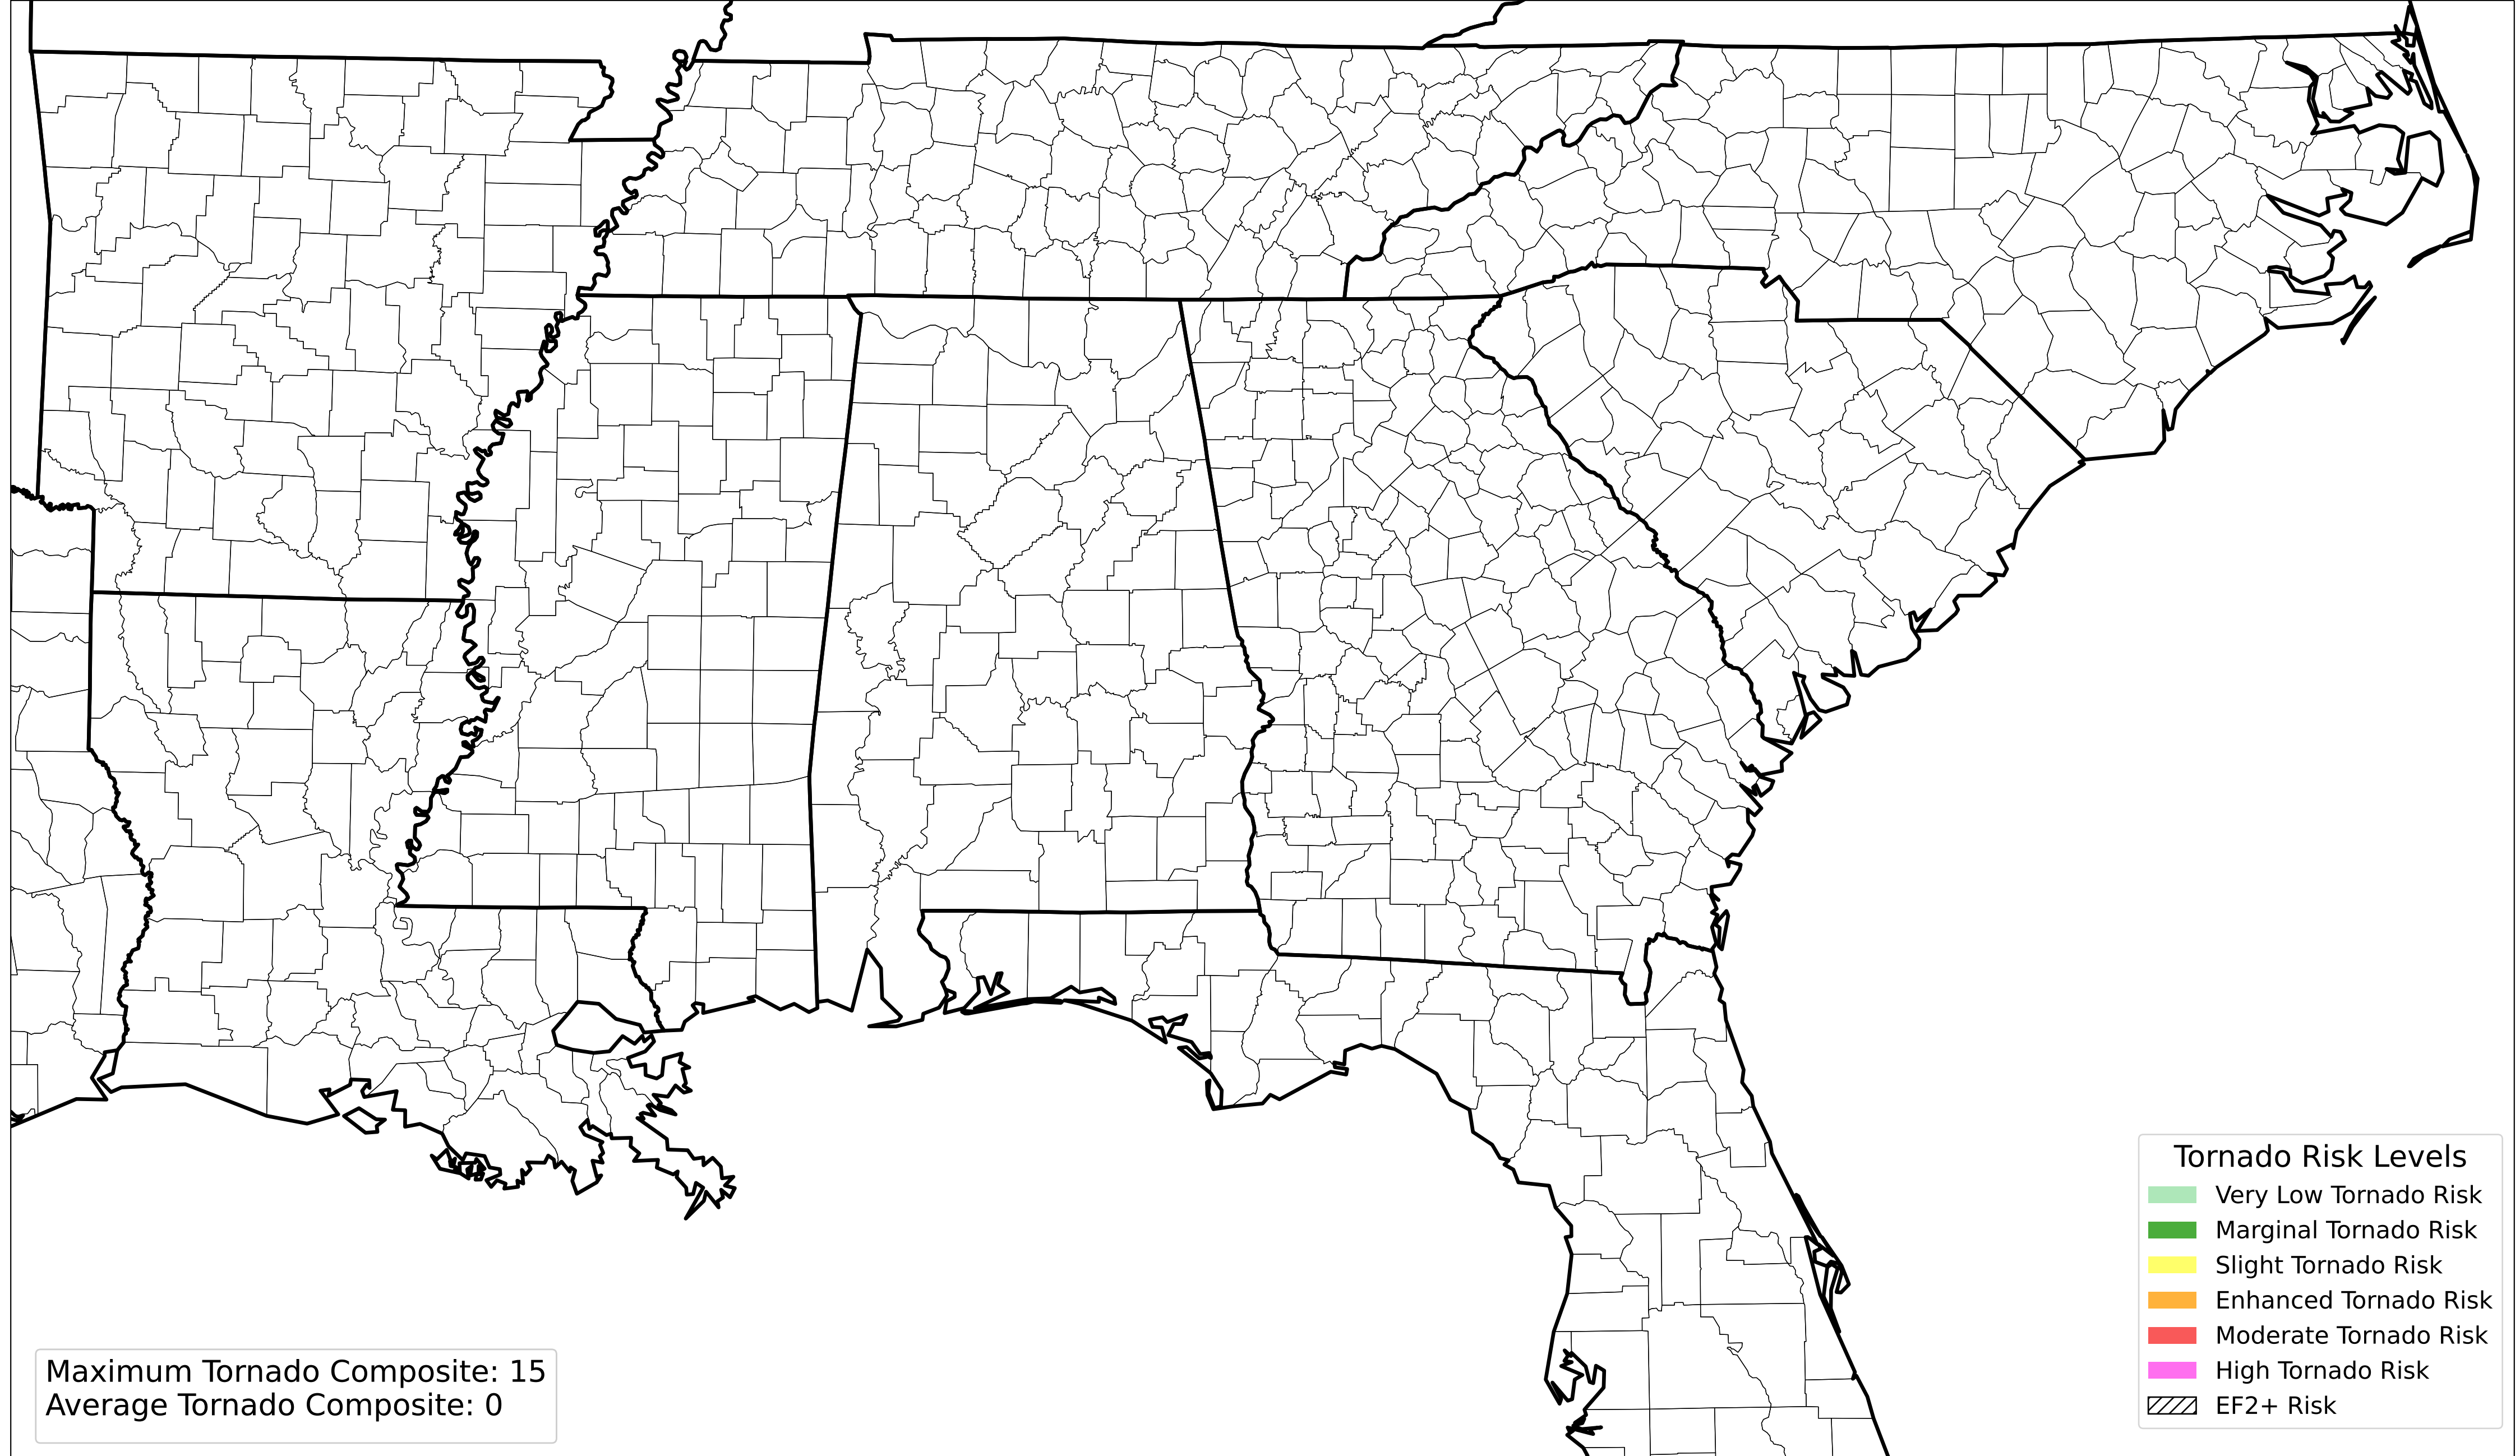 Tornado Risk Levels
Very Low Tornado Risk
Marginal Tornado Risk
Slight Tornado Risk
Enhanced Tornado Risk
Moderate Tornado Risk
High Tornado Risk
EF2+ Risk
Maximum Tornado Composite: 15
Average Tornado Composite: 0